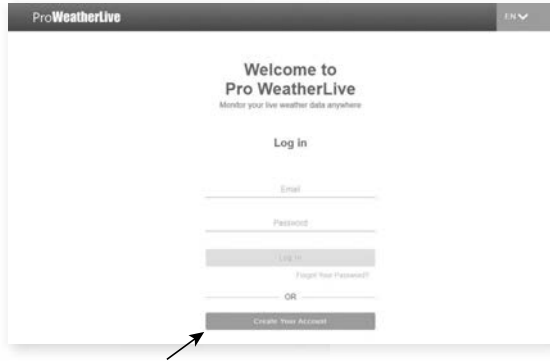 ProWeatherLive
EN
Welcome to
Pro WeatherLive
Monitor your live weather data anywhere
Log in
Email
Password
Log In
Forgot Your Password?
OR
Create Your Account